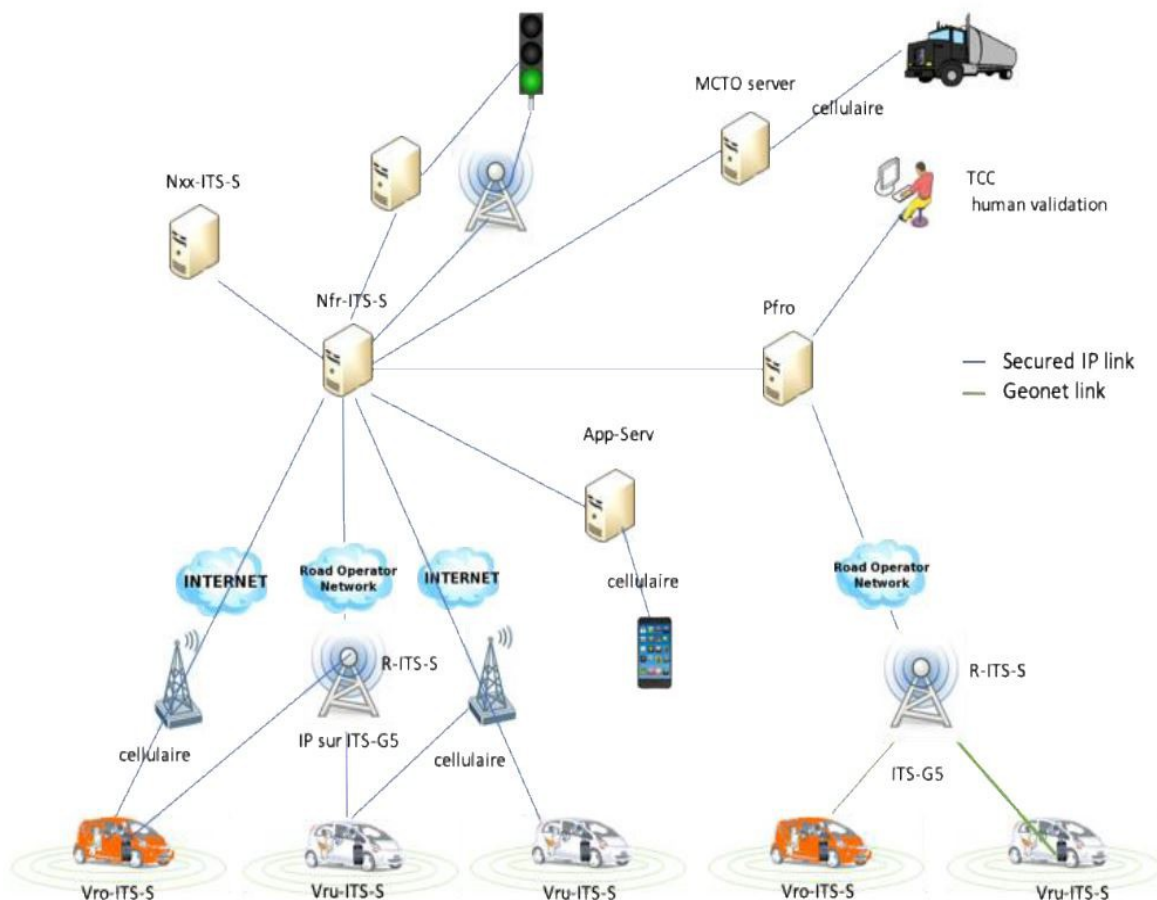 MCTO server
cellulaire
Nxx-ITS-S
TCC
human validation
Nfr-ITS-S
Pfro
Secured IP link
Geonet link
App-Serv
INTERNET
Road Operator
Network
INTERNET
cellulaire
Road Operator
Network
R-ITS-S
R-ITS-S
IP sur ITS-G5
cellulaire
cellulaire
ITS-G5
Vro-ITS-S
Vru-ITS-S
Vru-ITS-S
Vro-ITS-S
Vru-ITS-S